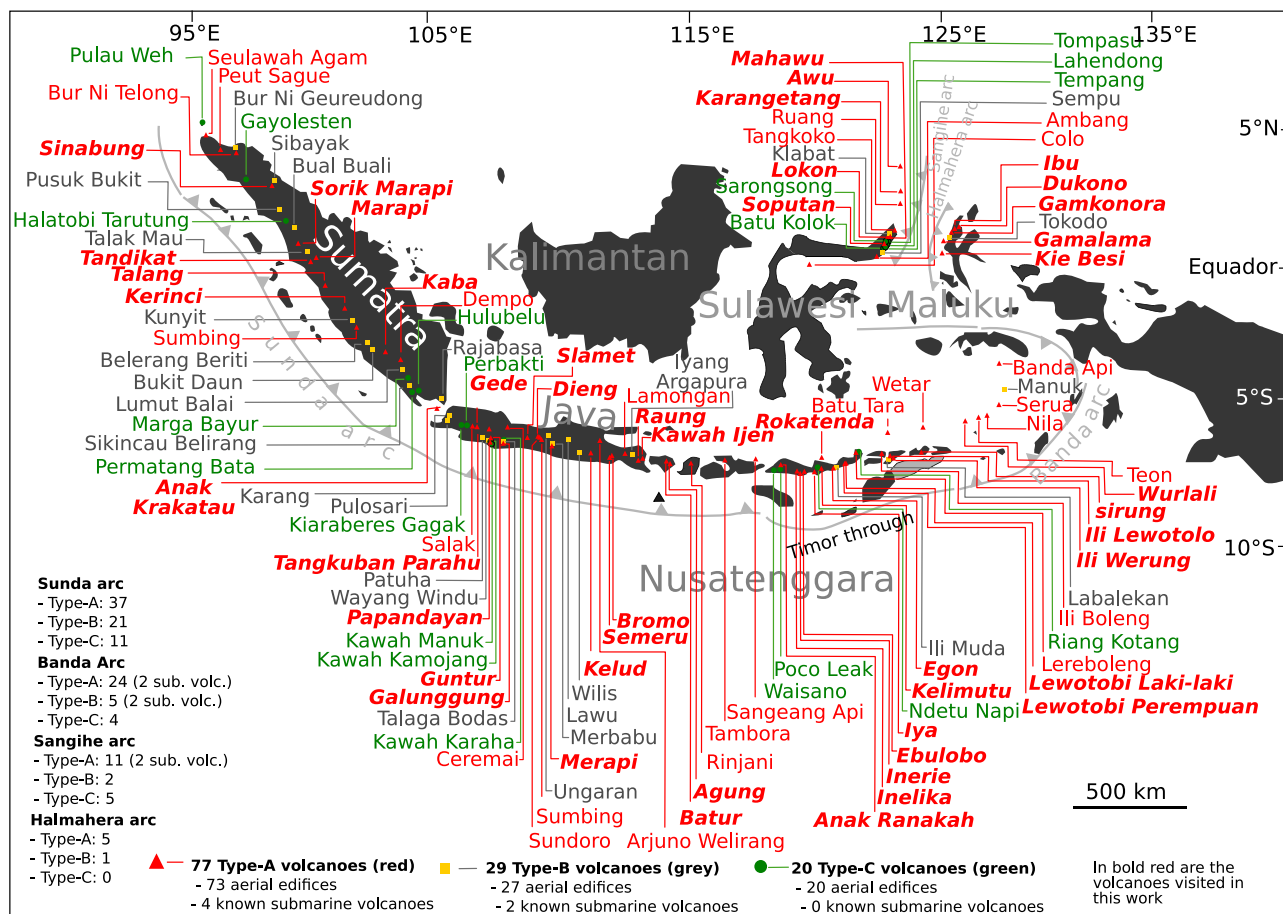 95°E
105°E
115°E
125°E
135°E
5°N
Equador
5°S
10°S
Pulau Weh
Seulawah Agam
Peut Sague
Bur Ni Telong
Bur Ni Geureudong
Gayolesten
Sinabung
Sibayak
Pusuk Bukit
Bual Buali
Sorik Marapi
Marapi
Halatobi Tarutung
Talak Mau
Tandikat
Talang
Kerinci
Kunyit
Sumbing
Belerang Beriti
Bukit Daun
Lumut Balai
Marga Bayur
Sikincau Belirang
Permatang Bata
Anak
Krakatau
Karang
Pulosari
Kiaraberes Gagak
Salak
Tangkuban Parahu
Patuha
Wayang Windu
Papandayan
Kawah Manuk
Kawah Kamojang
Guntur
Galunggung
Talaga Bodas
Kawah Karaha
Ceremai
Kaba
Dempo
Hulubelu
Rajabasa
Perbakti
Gede
Slamet
Dieng
Iyang
Argapura
Lamongan
Raung
Kawah Ijen
Sumatra
Java
Kalimantan
Sulawesi
Maluku
Nusatenggara
Sunda arc
Sangihe arc
Halmahera arc
Banda arc
Timor through
Mahawu
Awu
Karangetang
Ruang
Tangkoko
Klabat
Lokon
Sarongsong
Soputan
Batu Kolok
Tompasu
Lahendong
Tempang
Sempu
Ambang
Colo
Ibu
Dukono
Gamkonora
Tokodo
Gamalama
Kie Besi
Banda Api
Manuk
Serua
Nila
Wetar
Batu Tara
Rokatenda
Teon
Wurlali
sirung
Ili Lewotolo
Ili Werung
Labalekan
Ili Boleng
Riang Kotang
Lereboleng
Lewotobi Laki-laki
Lewotobi Perempuan
Ili Muda
Egon
Kelimutu
Ndetu Napi
Iya
Ebulobo
Inerie
Inelika
Anak Ranakah
Poco Leak
Waisano
Sangeang Api
Tambora
Rinjani
Agung
Batur
Arjuno Welirang
Bromo
Semeru
Kelud
Wilis
Lawu
Merbabu
Merapi
Ungaran
Sumbing
Sundoro
500 km
Sunda arc
- Type-A: 37
- Type-B: 21
- Type-C: 11
Banda Arc
- Type-A: 24 (2 sub. volc.)
- Type-B: 5 (2 sub. volc.)
- Type-C: 4
Sangihe arc
- Type-A: 11 (2 sub. volc.)
- Type-B: 2
- Type-C: 5
Halmahera arc
- Type-A: 5
- Type-B: 1
- Type-C: 0
77 Type-A volcanoes (red)
- 73 aerial edifices
- 4 known submarine volcanoes
29 Type-B volcanoes (grey)
- 27 aerial edifices
- 2 known submarine volcanoes
20 Type-C volcanoes (green)
- 20 aerial edifices
- 0 known submarine volcanoes
In bold red are the
volcanoes visited in
this work